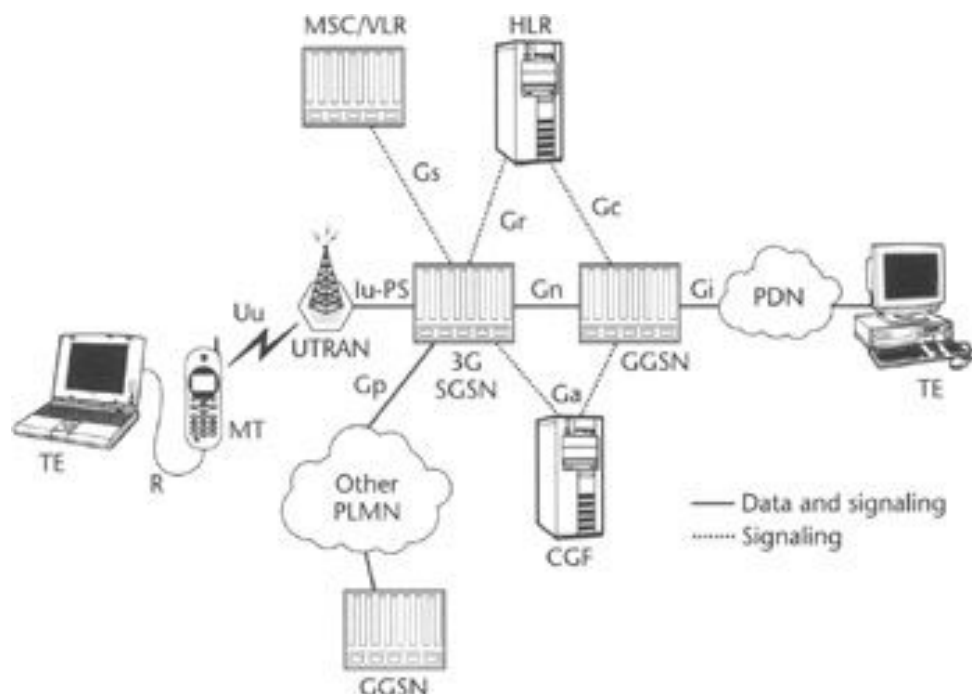 MSC/VLR
HLR
Gs
Gr
Gc
Iu-PS
Gn
Gi
PDN
Uu
UTRAN
3G
SGSN
GGSN
TE
Gp
Ga
MT
TE
R
Other
PLMN
CGF
Data and signaling
Signaling
GGSN